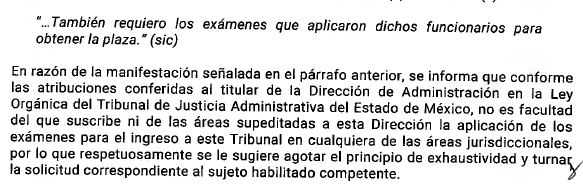 "...También requiero los exámenes que aplicaron dichos funcionarios para
obtener la plaza." (sic)
En razón de la manifestación señalada en el párrafo anterior, se informa que conforme
las atribuciones conferidas al titular de la Dirección de Administración en la Ley
Orgánica del Tribunal de Justicia Administrativa del Estado de México, no es facultad
del que suscribe ni de las áreas supeditadas a esta Dirección la aplicación de los
exámenes para el ingreso a este Tribunal en cualquiera de las áreas jurisdiccionales,
por lo que respetuosamente se le sugiere agotar el principio de exhaustividad y turnar
la solicitud correspondiente al sujeto habilitado competente.